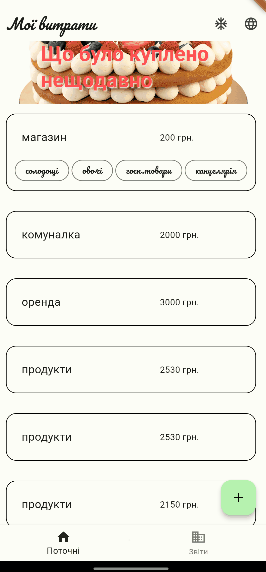 Мої витрати
Що було куплено
нещодавно
магазин 200 грн.
солодощі овочі госп.товари канцелярія
комуналка 2000 грн.
оренда 3000 грн.
продукти 2530 грн.
продукти 2530 грн.
продукти 2150 грн.
+
Поточні Звіти